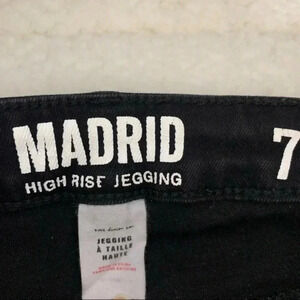 MADRID
7
HIGH RISE JEGGING
JEGGING
À TAILLE
HAUTE